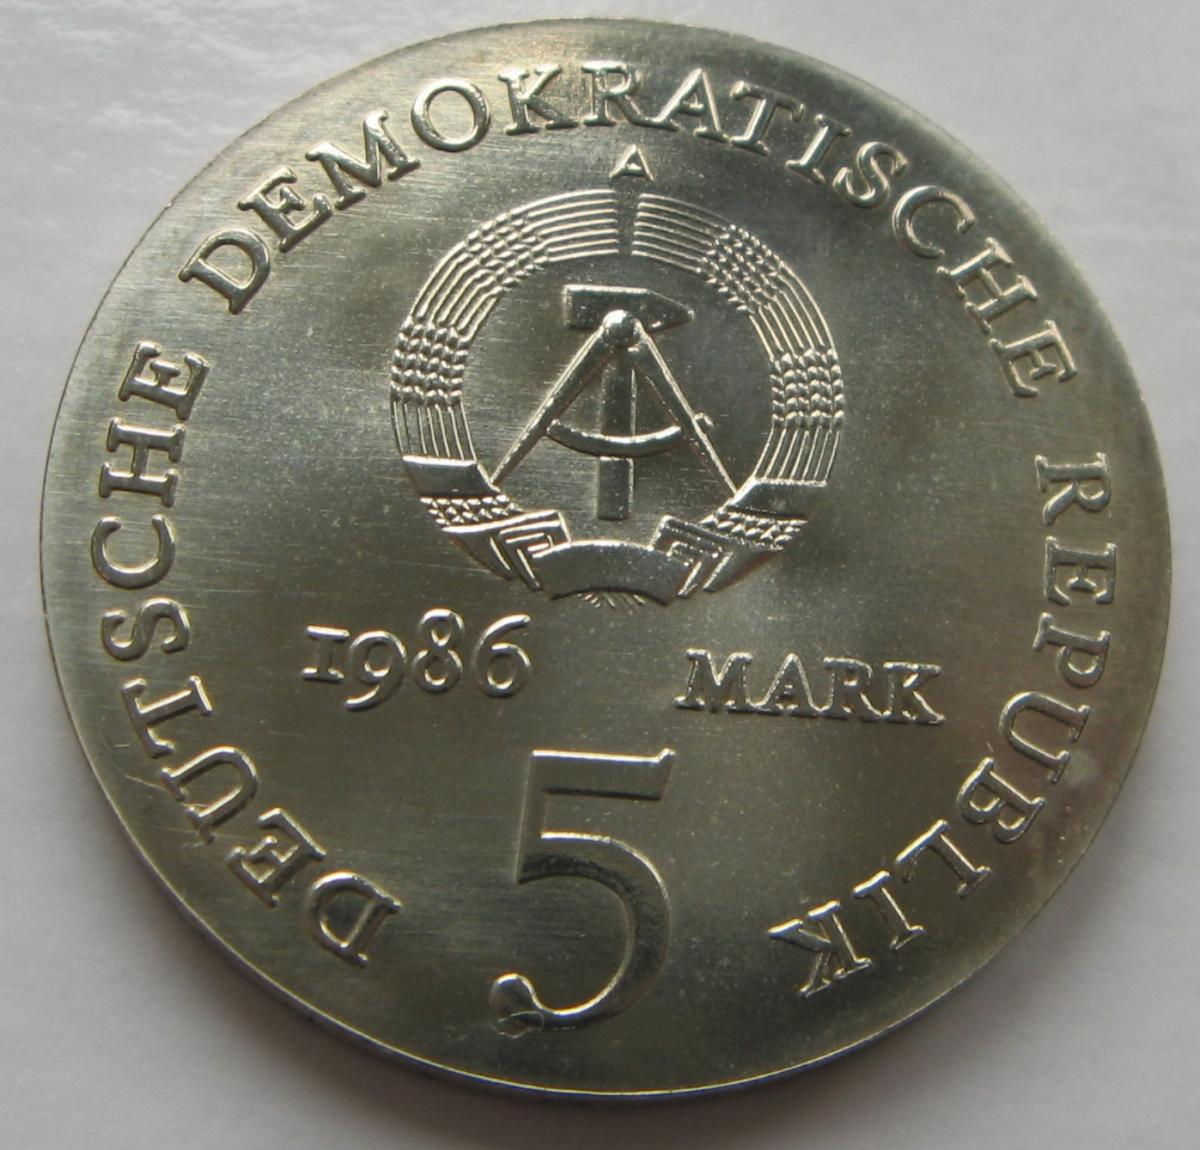 DEUTSCHE DEMOKRATISCHE REPUBLIK
A
1986 MARK
5